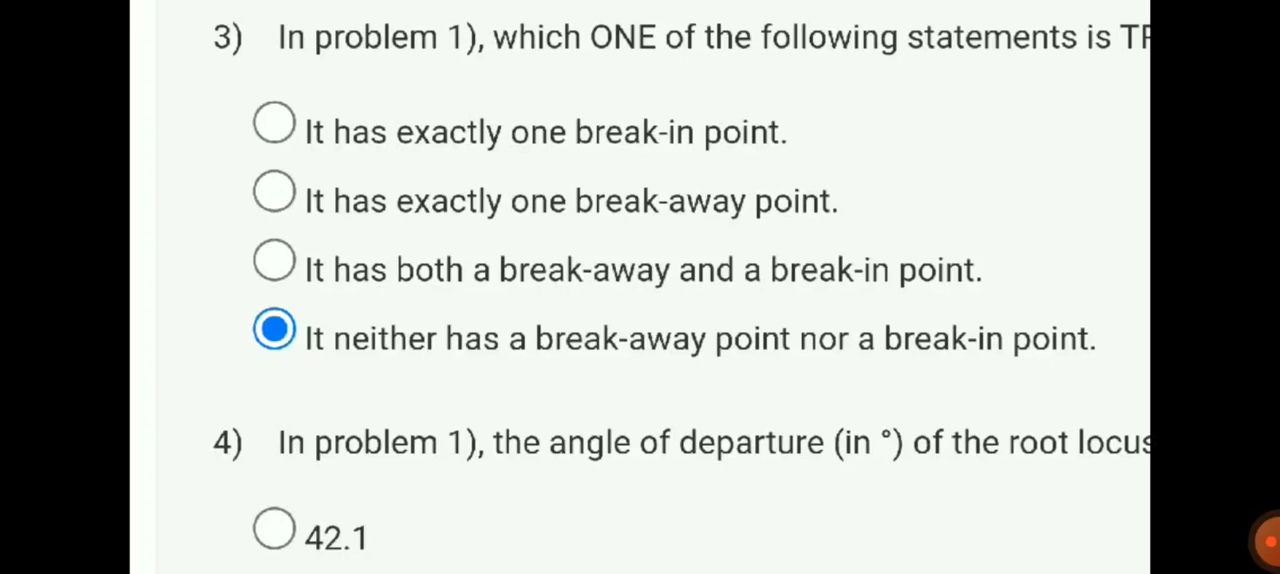 3) In problem 1), which ONE of the following statements is
It has exactly one break-in point.
It has exactly one break-away point.
It has both a break-away and a break-in point.
It neither has a break-away point nor a break-in point.
4) In problem 1), the angle of departure (in °) of the root locus
42.1